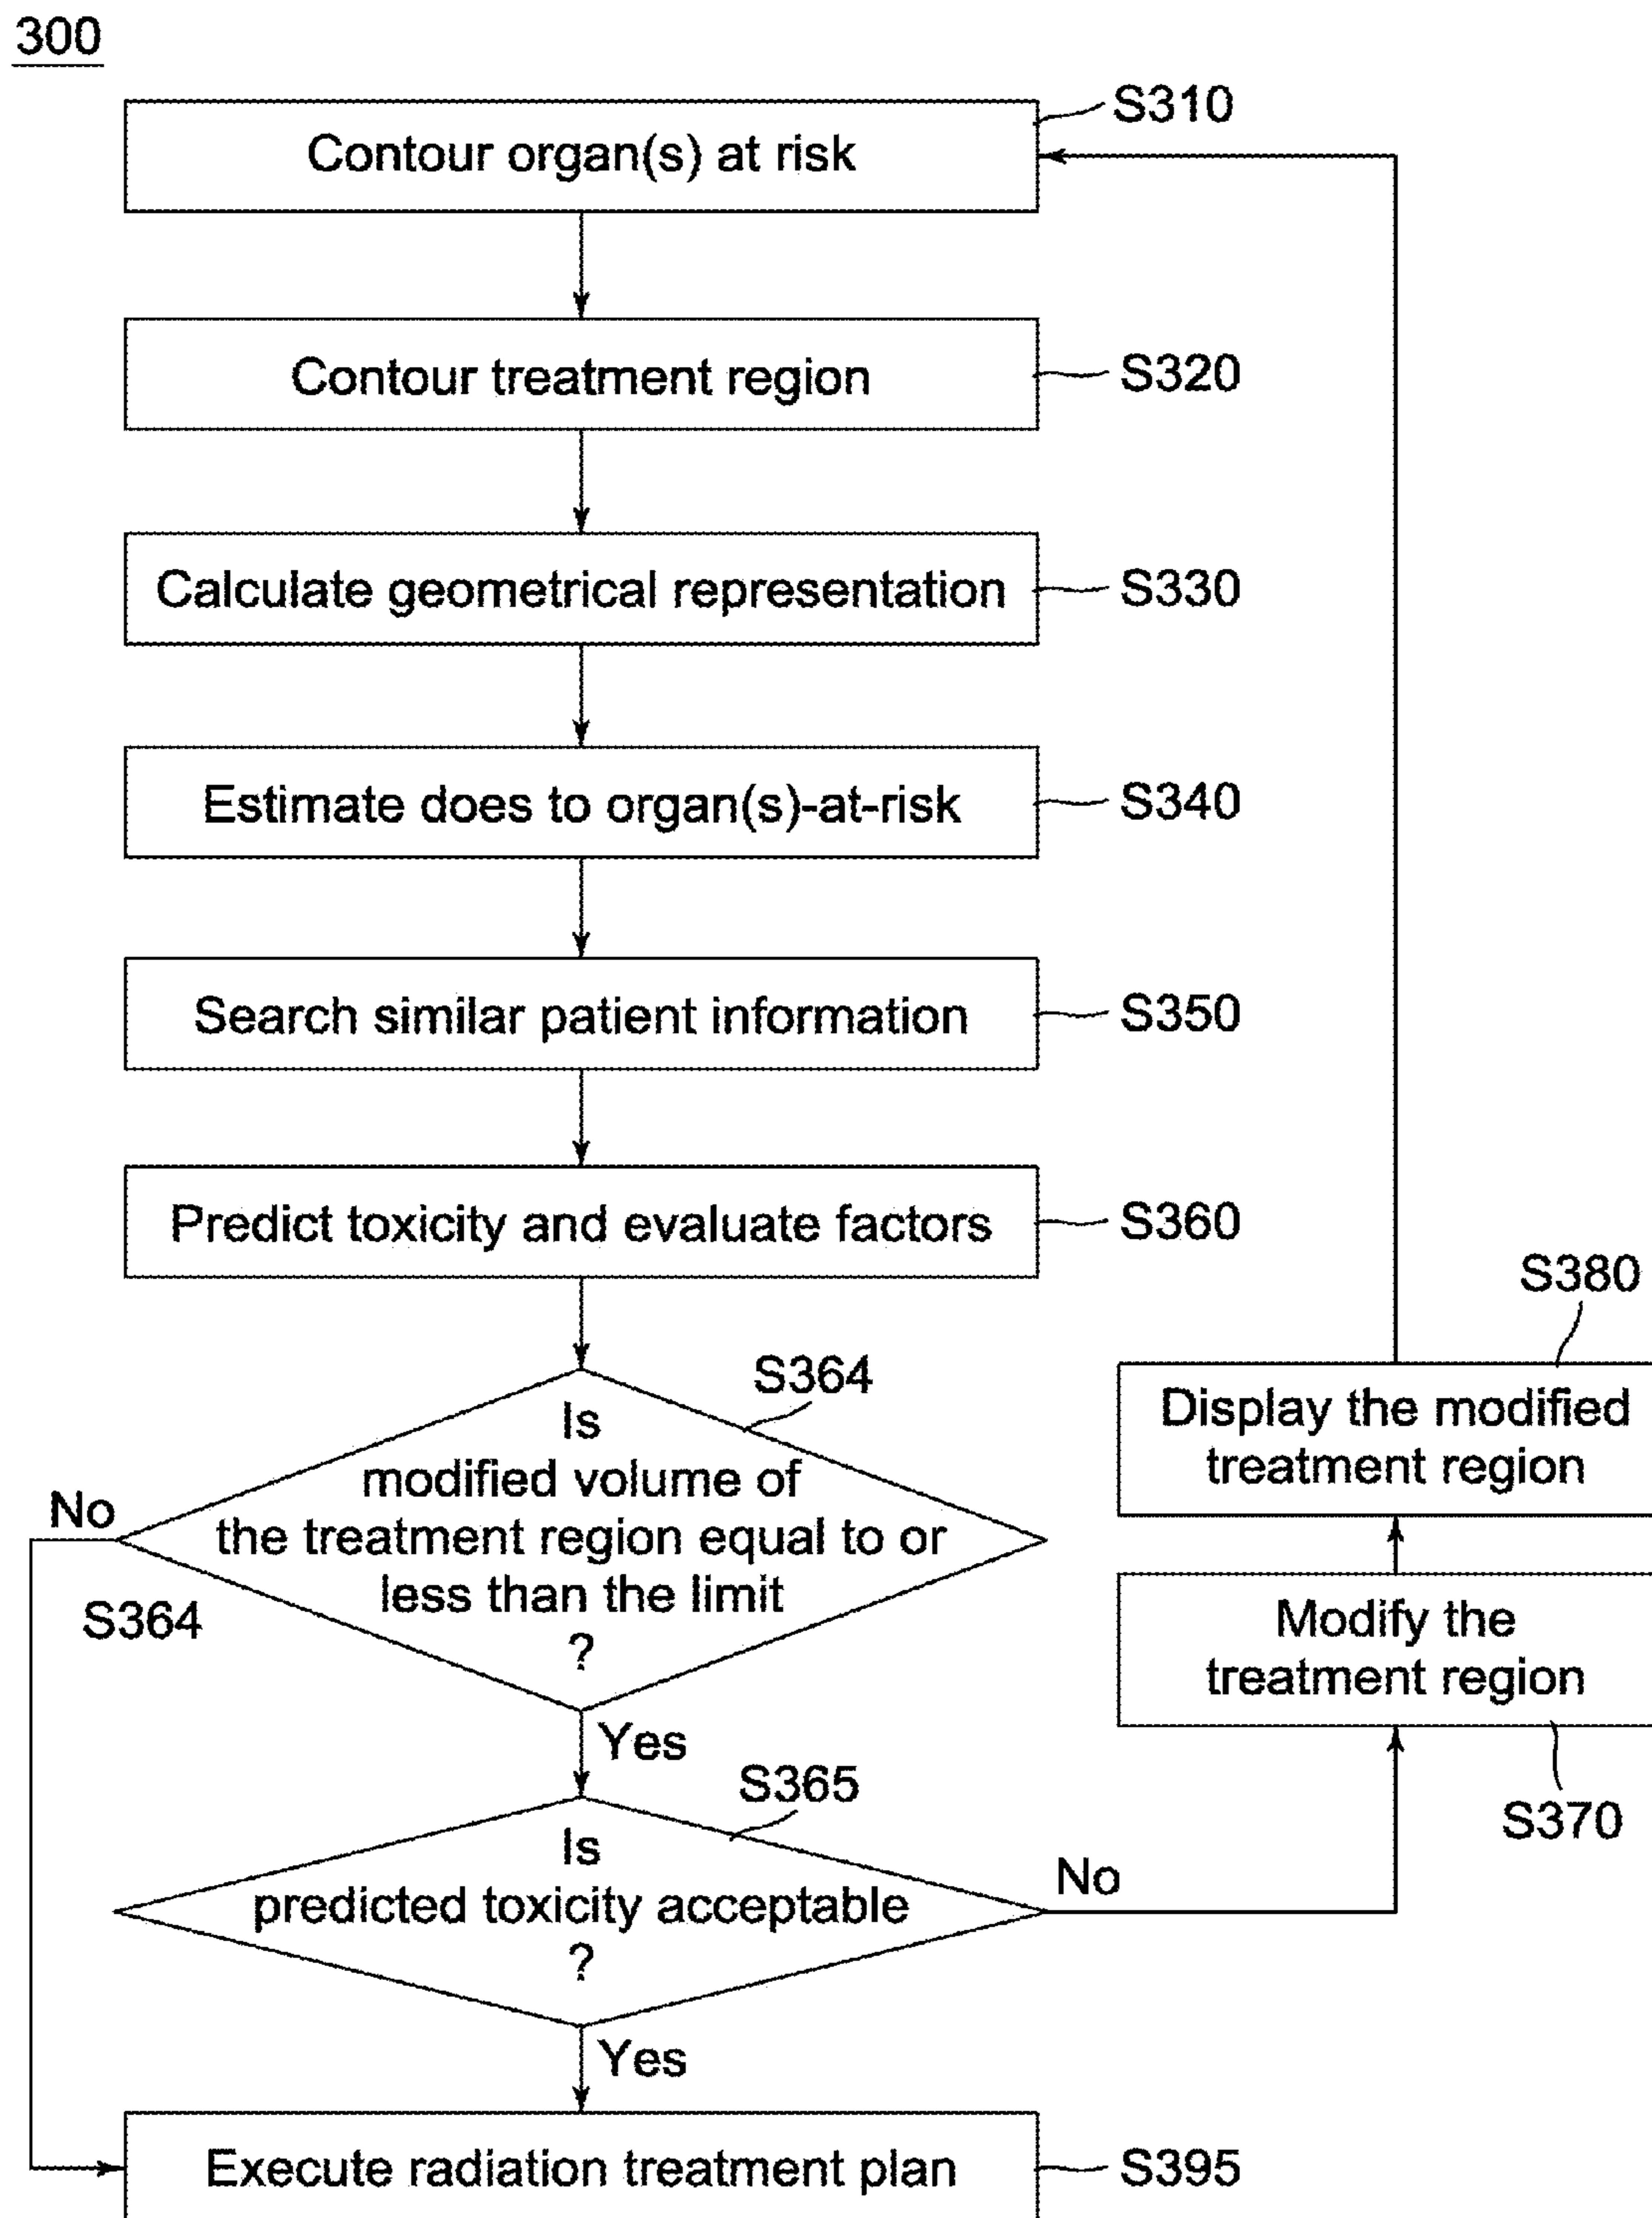 300
Contour organ(s) at risk
S310
Contour treatment region
S320
Calculate geometrical representation
S330
Estimate does to organ(s)-at-risk
S340
Search similar patient information
S350
Predict toxicity and evaluate factors
S360
S364
Is
modified volume of
the treatment region equal to or
less than the limit
?
No
S364
Yes
S365
Is
predicted toxicity acceptable
?
No
Yes
S380
Display the modified
treatment region
Modify the
treatment region
S370
Execute radiation treatment plan
S395